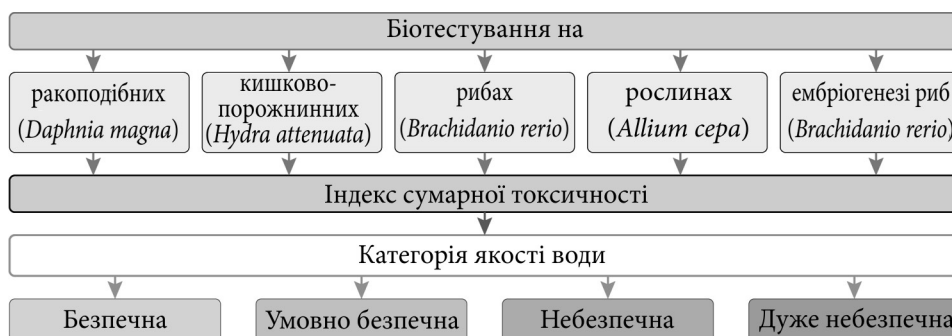 Біотестування на
ракоподібних
(Daphnia magna)
кишково-
порожнинних
(Hydra attenuata)
рибах
(Brachidanio rerio)
рослинах
(Allium cepa)
ембріогенезі риб
(Brachidanio rerio)
Індекс сумарної токсичності
Категорія якості води
Безпечна
Умовно безпечна
Небезпечна
Дуже небезпечна